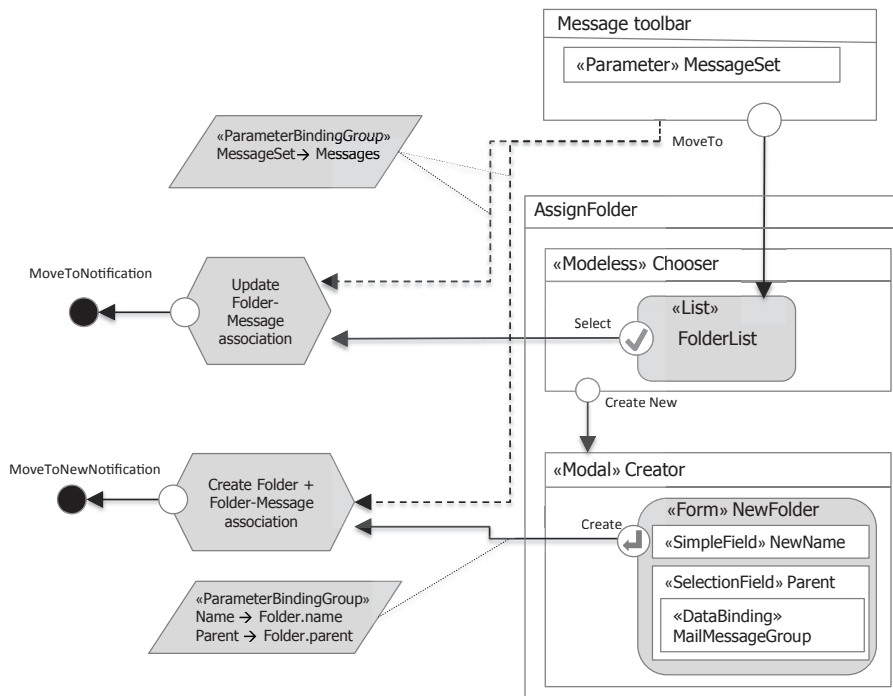 Message toolbar
«Parameter» MessageSet
«ParameterBindingGroup»
MessageSet→ Messages
MoveTo
AssignFolder
«Modeless» Chooser
MoveToNotification
Update
Folder-
Message
association
Select
«List»
FolderList
Create New
«Modal» Creator
MoveToNewNotification
Create Folder +
Folder-Message
association
Create
«Form» NewFolder
«SimpleField» NewName
«SelectionField» Parent
«DataBinding»
MailMessageGroup
«ParameterBindingGroup»
Name → Folder.name
Parent → Folder.parent